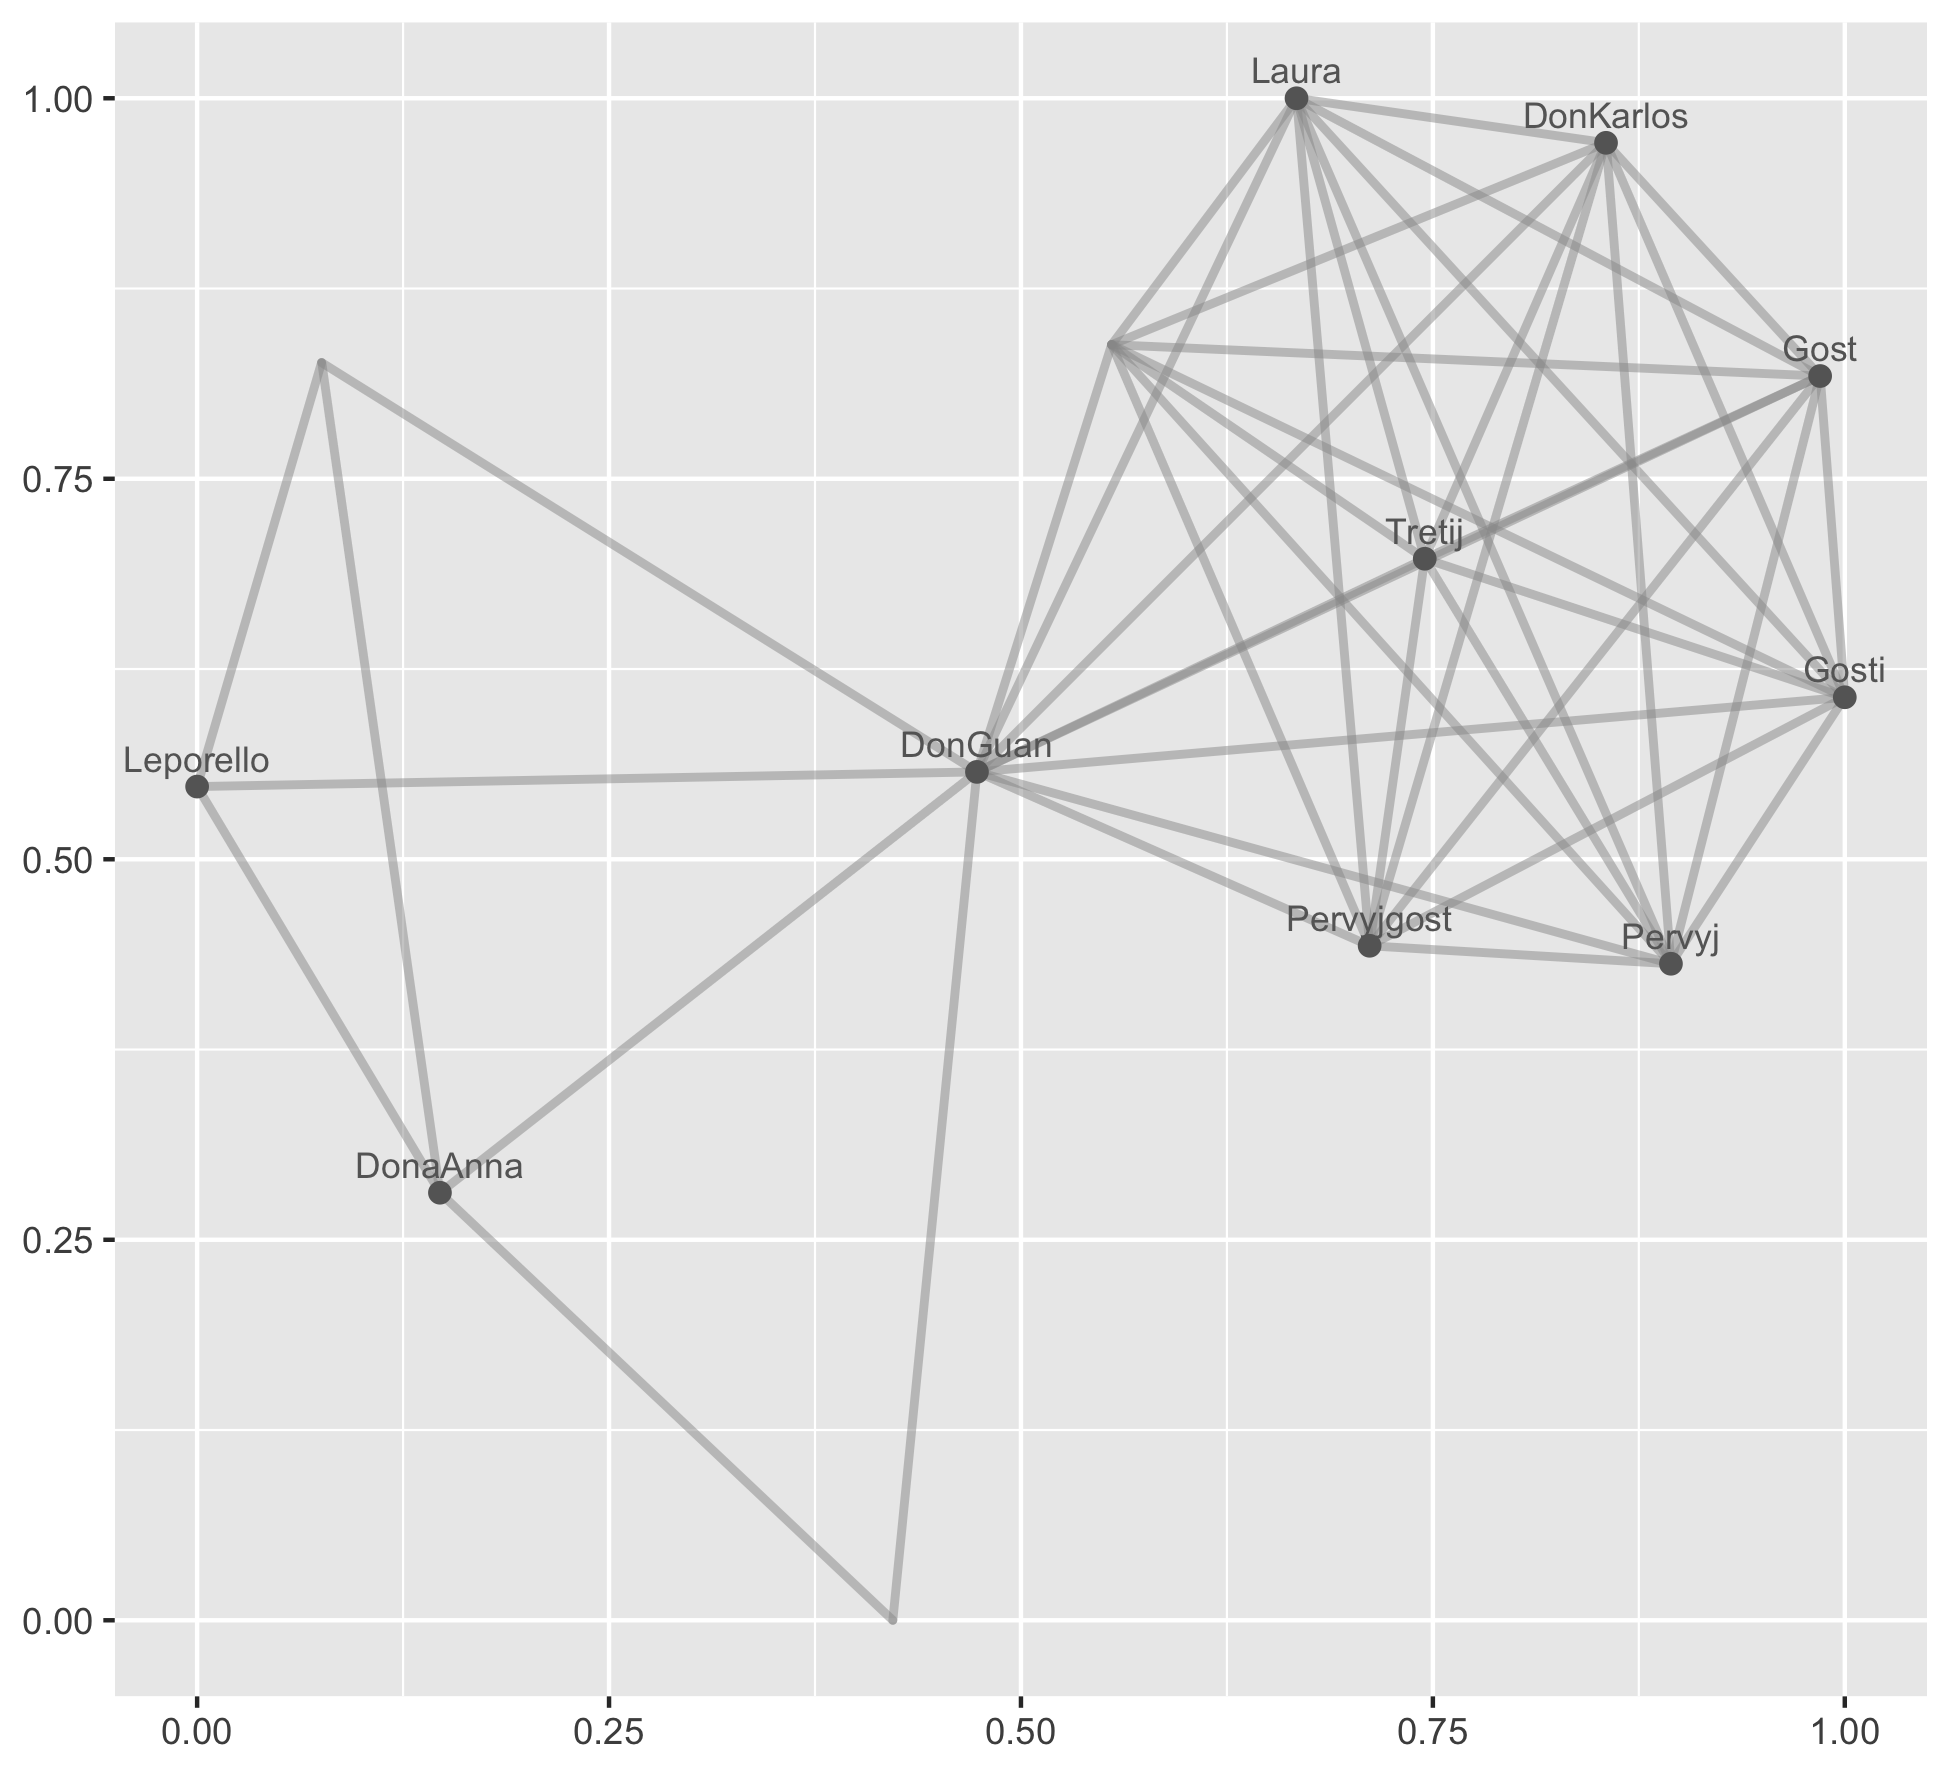 Laura
1.00
DonKarlos
Gost
0.75
Tretij
Gosti
DonGuan
Leporello
0.50
Pervyjgost
Pervyj
DonaAnna
0.25
0.00
0.00 0.25 0.50 0.75 1.00